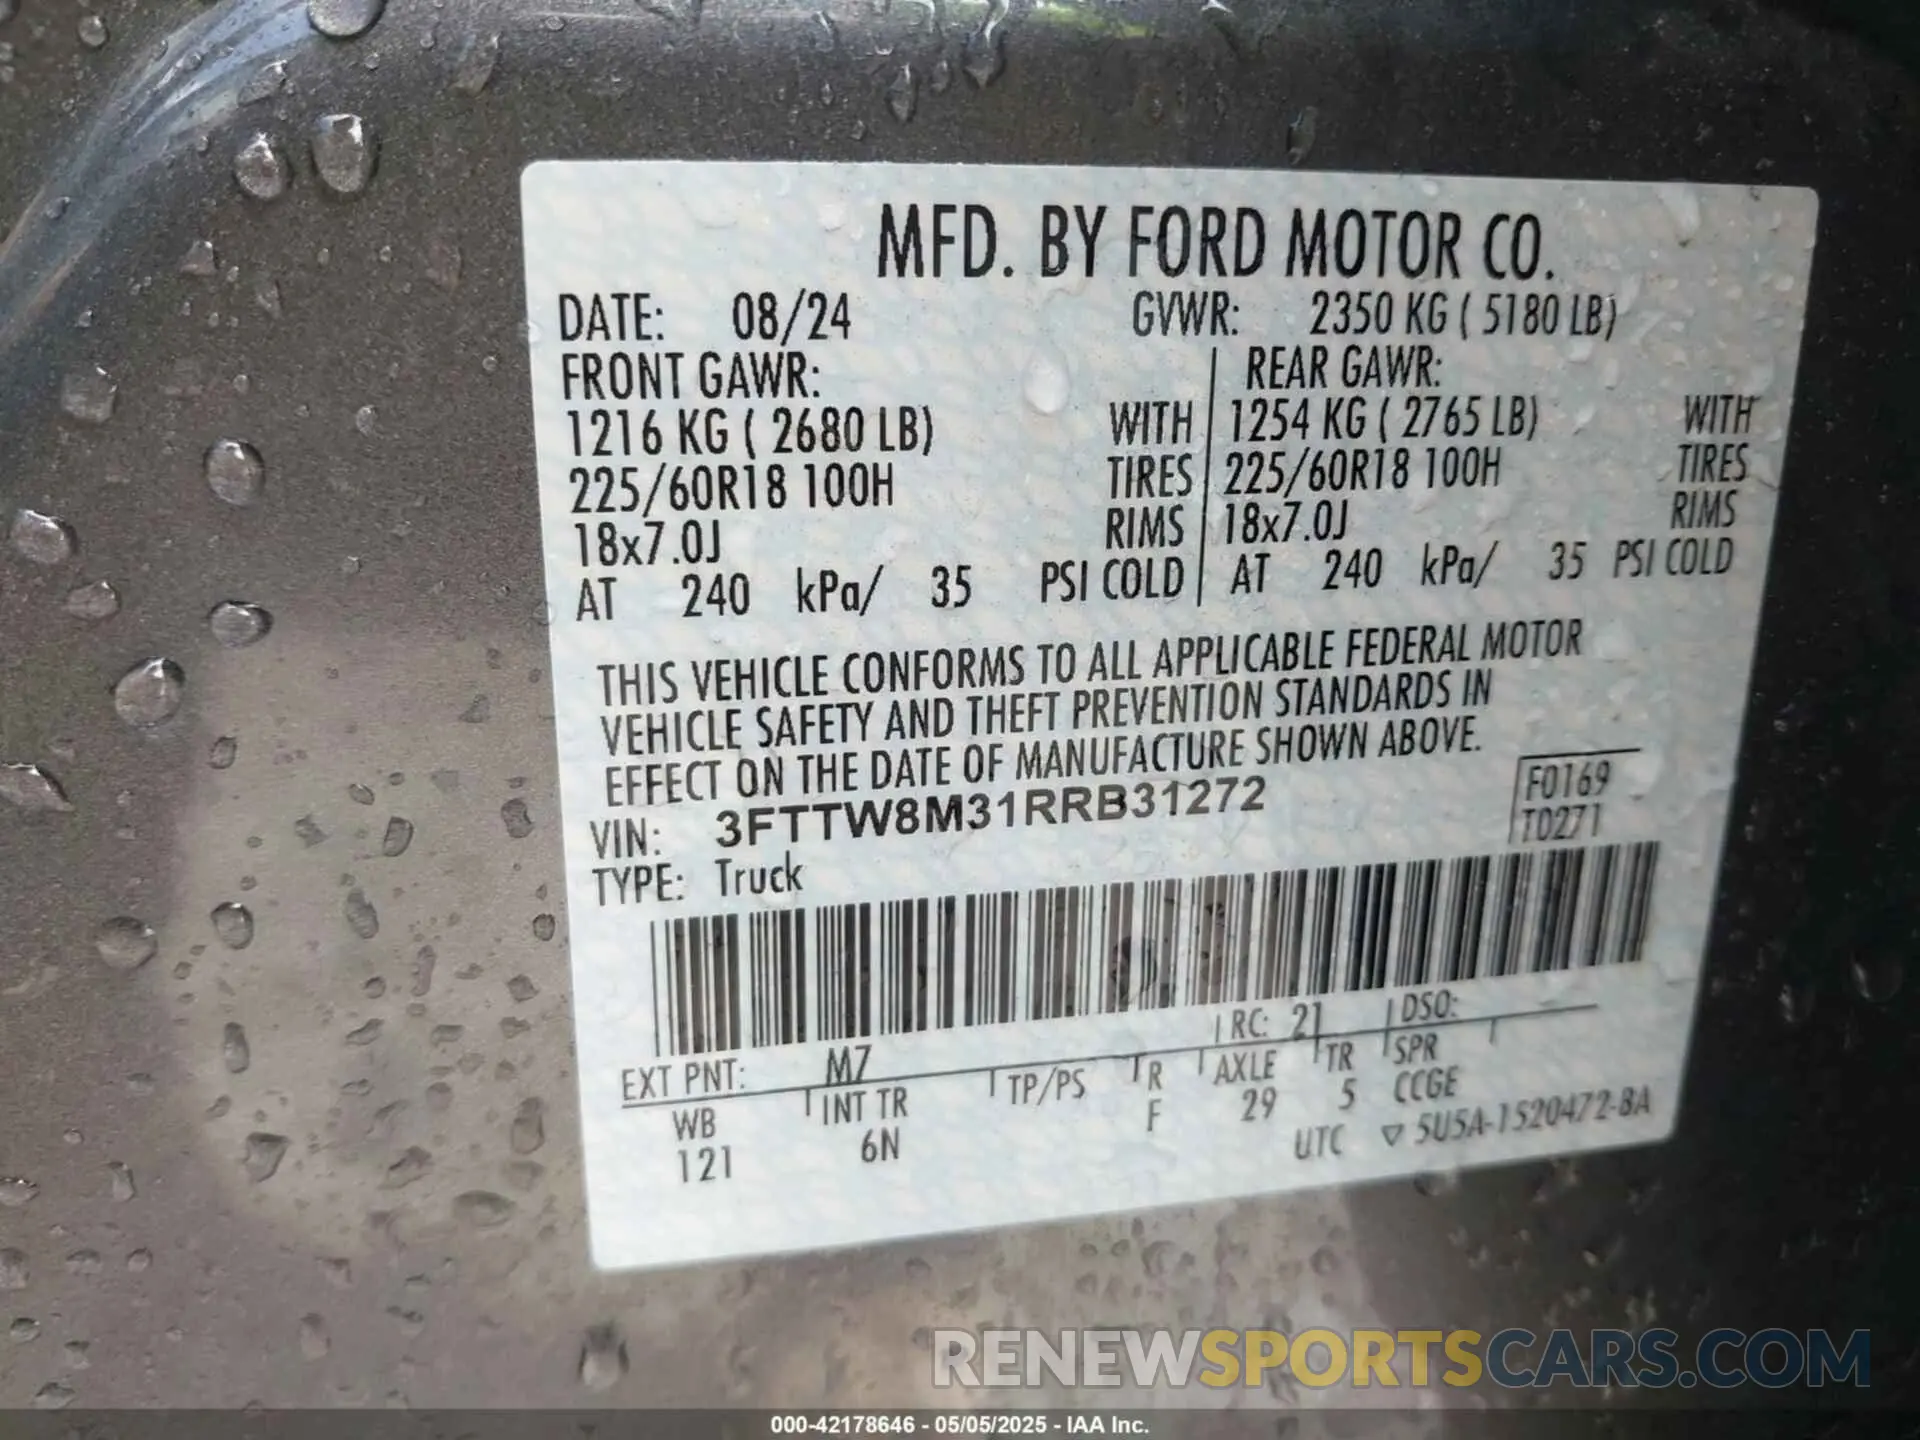 MFD. BY FORD MOTOR CO.
DATE: 08/24 GVWR: 2350 KG ( 5180 LB)
FRONT GAWR: REAR GAWR:
1216 KG ( 2680 LB) WITH 1254 KG ( 2765 LB) WITH
225/60R18 100H TIRES 225/60R18 100H TIRES
18x7.0J RIMS 18x7.0J RIMS
AT 240 kPa/ 35 PSI COLD AT 240 kPa/ 35 PSI COLD
THIS VEHICLE CONFORMS TO ALL APPLICABLE FEDERAL MOTOR
VEHICLE SAFETY AND THEFT PREVENTION STANDARDS IN
EFFECT ON THE DATE OF MANUFACTURE SHOWN ABOVE.
VIN: 3FTTW8M31RRB31272
F0169
T0271
TYPE: Truck
EXT PNT: M7 RC: 21 DSO:
WB INT TR TP/PS R AXLE TR SPR
121 6N F 29 5 CCGE
UTC ▽ 5U5A-1520472-BA
RENEWSPORTSCARS.COM
000-42178646 - 05/05/2025 - IAA Inc.